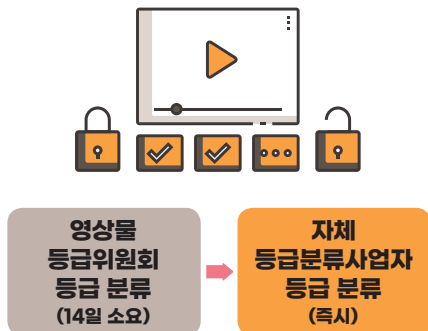 영상물
등급위원회
등급 분류
(14일 소요)
자체
등급분류사업자
등급 분류
(즉시)